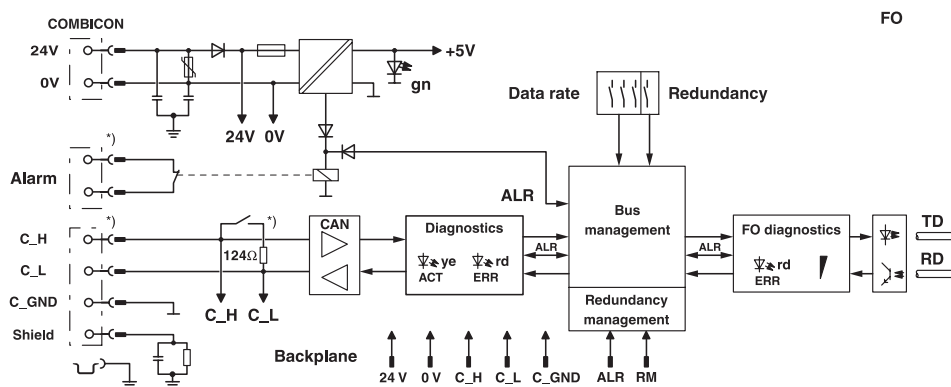 COMBICON
FO
24V
+5V
0V
gn
Data rate
Redundancy
24V
0V
*)
Alarm
ALR
*)
*)
C_H
CAN
Diagnostics
Bus
management
FO diagnostics
TD
124Ω
ALR
ALR
C_L
ye
rd
rd
RD
ACT
ERR
ERR
C_GND
C_H
C_L
Redundancy
management
Shield
Backplane
24 V
0 V
C_H
C_L
C_GND
ALR
RM